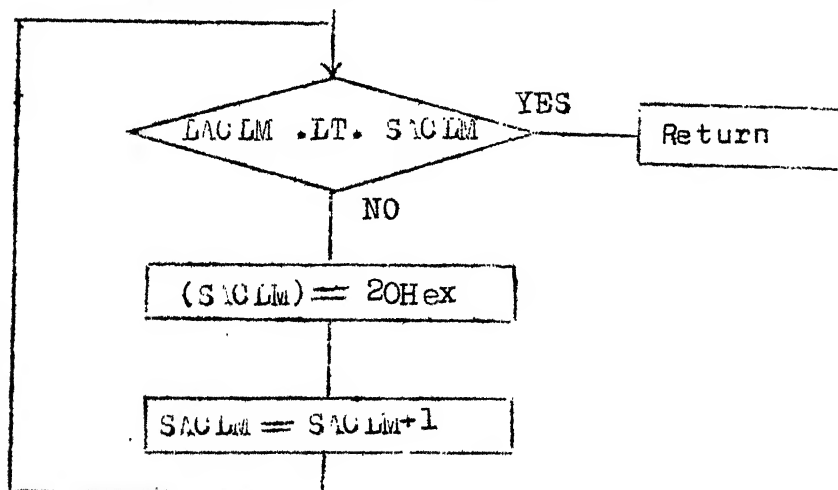 LACLM .LT. SACLM
YES
Return
NO
(SACLM) = 20Hex
SACLM = SACLM+1